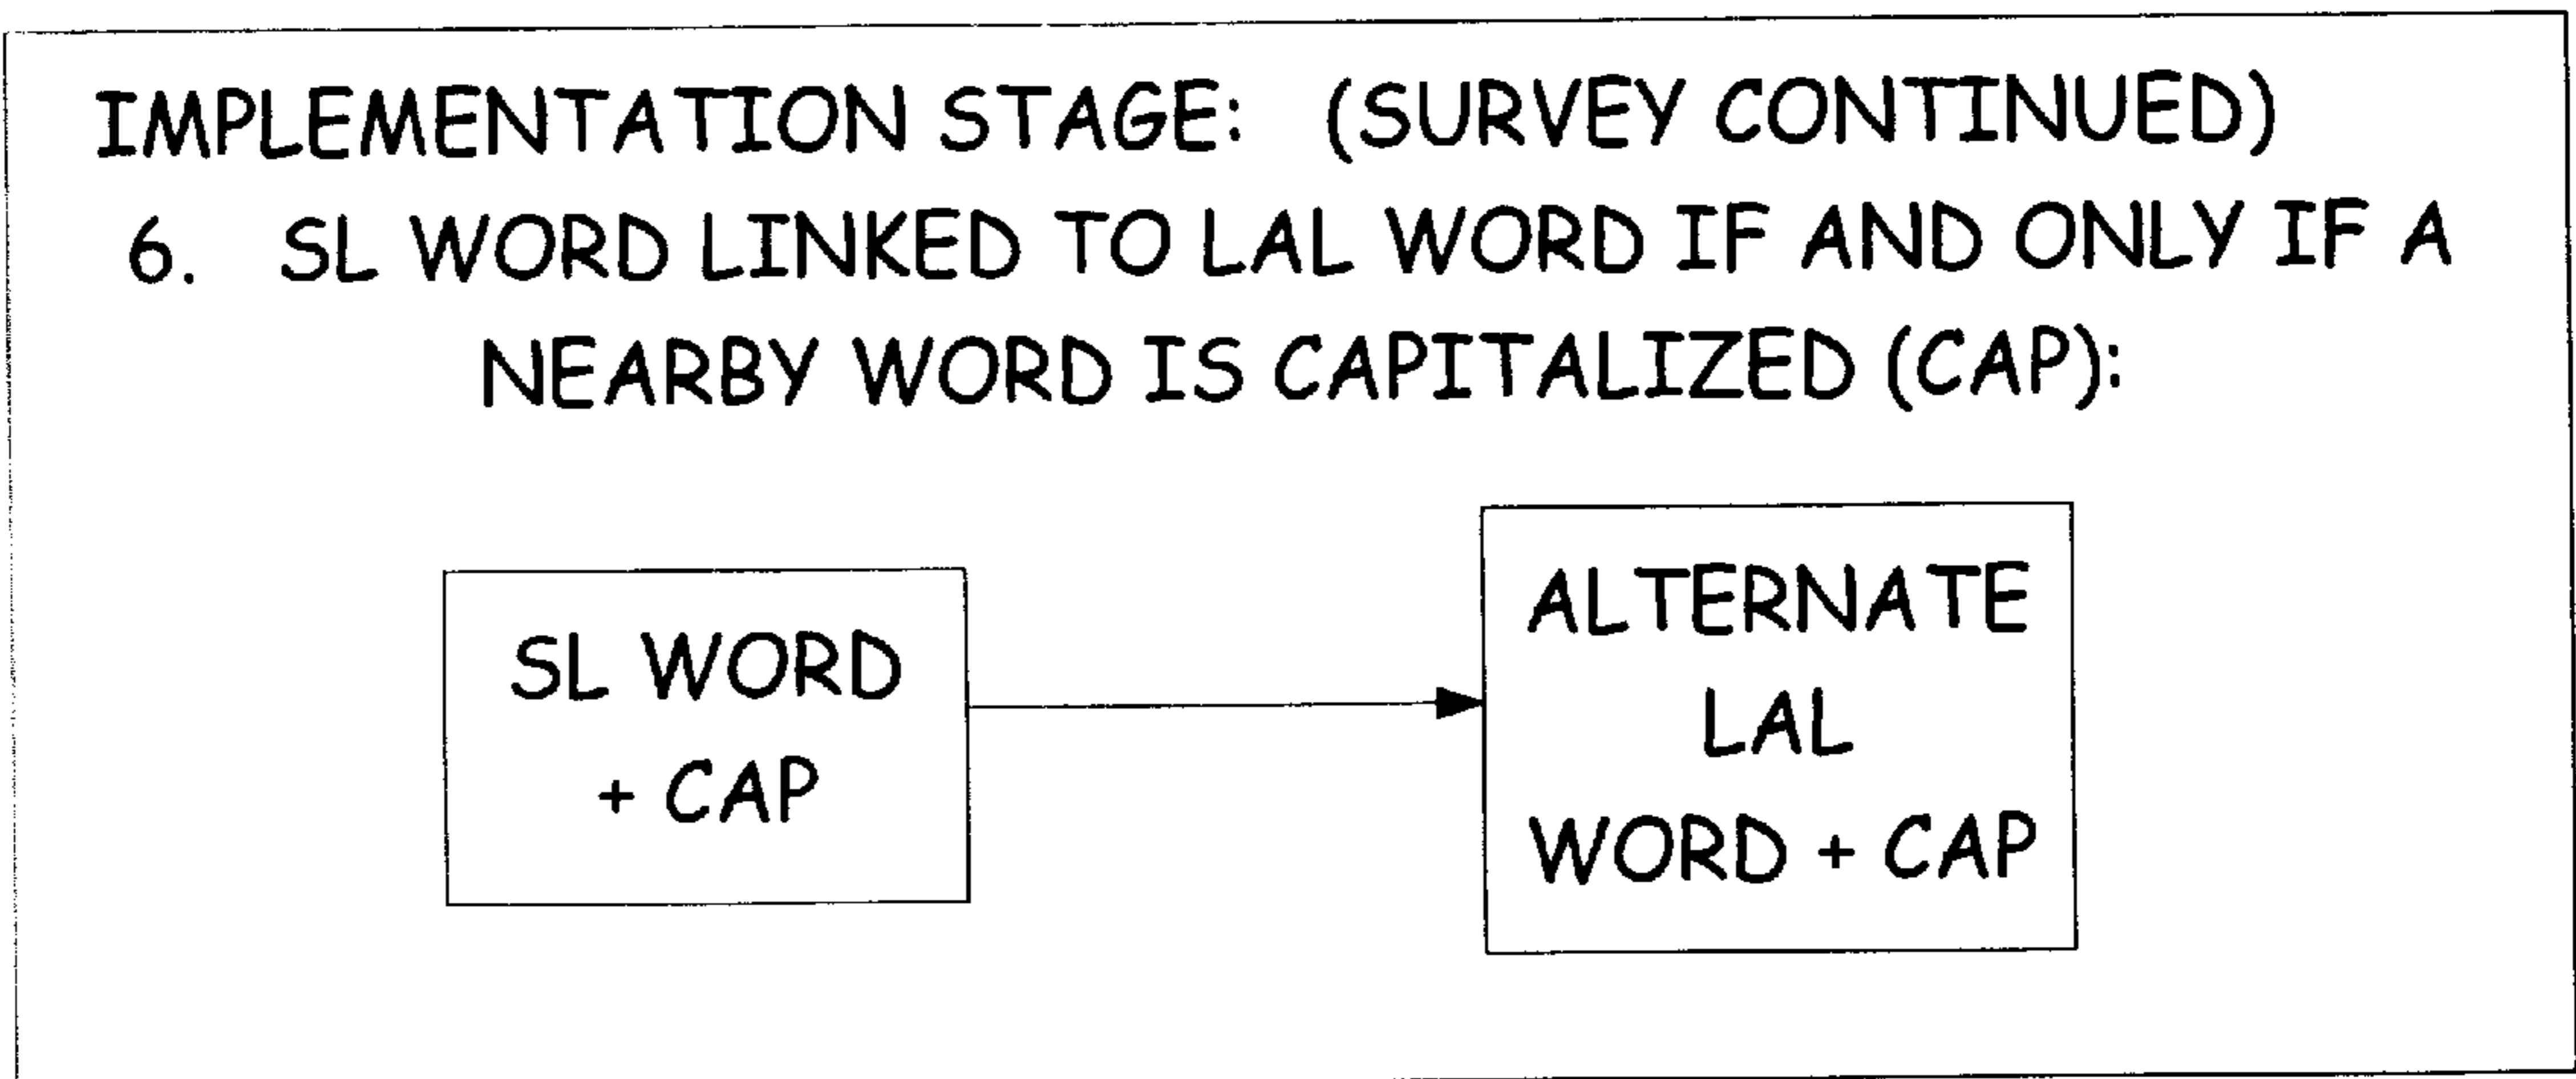 IMPLEMENTATION STAGE: (SURVEY CONTINUED)
6. SL WORD LINKED TO LAL WORD IF AND ONLY IF A
NEARBY WORD IS CAPITALIZED (CAP):
SL WORD
+ CAP
ALTERNATE
LAL
WORD + CAP